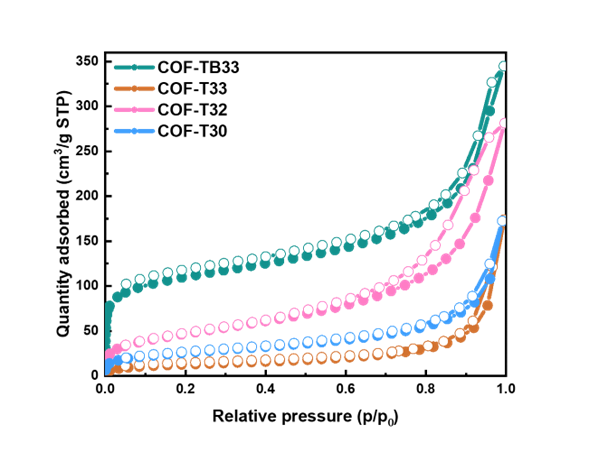 350
300
250
200
150
100
50
0
Quantity adsorbed (cm³/g STP)
COF-TB33
COF-T33
COF-T32
COF-T30
0.0 0.2 0.4 0.6 0.8 1.0
Relative pressure (p/p₀)